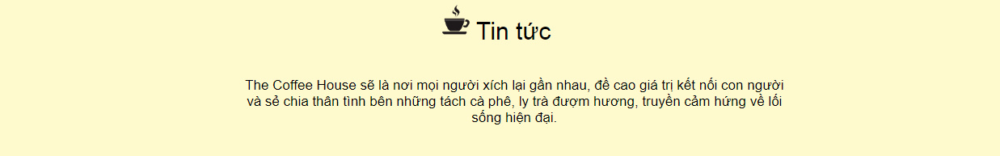 Tin tức
The Coffee House sẽ là nơi mọi người xích lại gần nhau, đề cao giá trị kết nối con người
và sẻ chia thân tình bên những tách cà phê, ly trà đượm hương, truyền cảm hứng về lối
sống hiện đại.